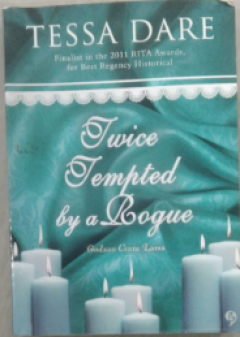 TESSA DARE
Finalist in the 2011 RITA Awards,
for Best Regency Historical
Twice
Tempted
by a Rogue